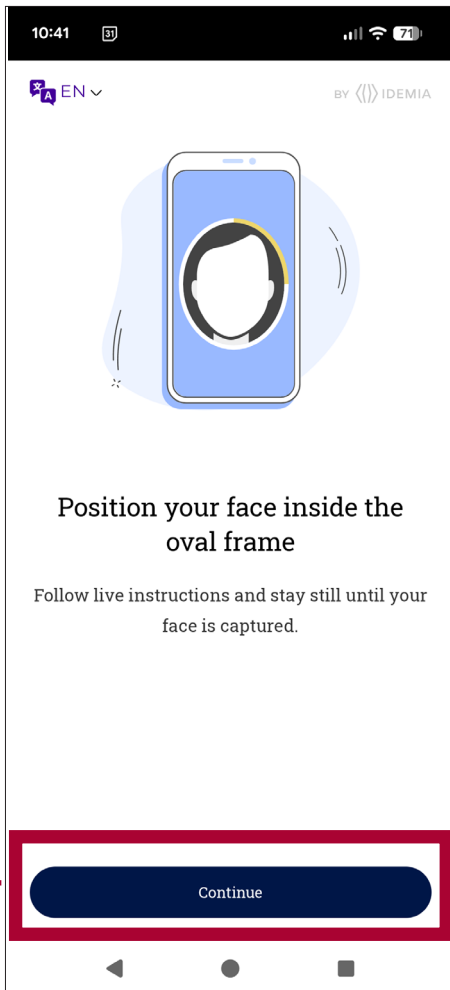 10:41 31 71
EN BY IDEMIA
Position your face inside the
oval frame
Follow live instructions and stay still until your
face is captured.
Continue